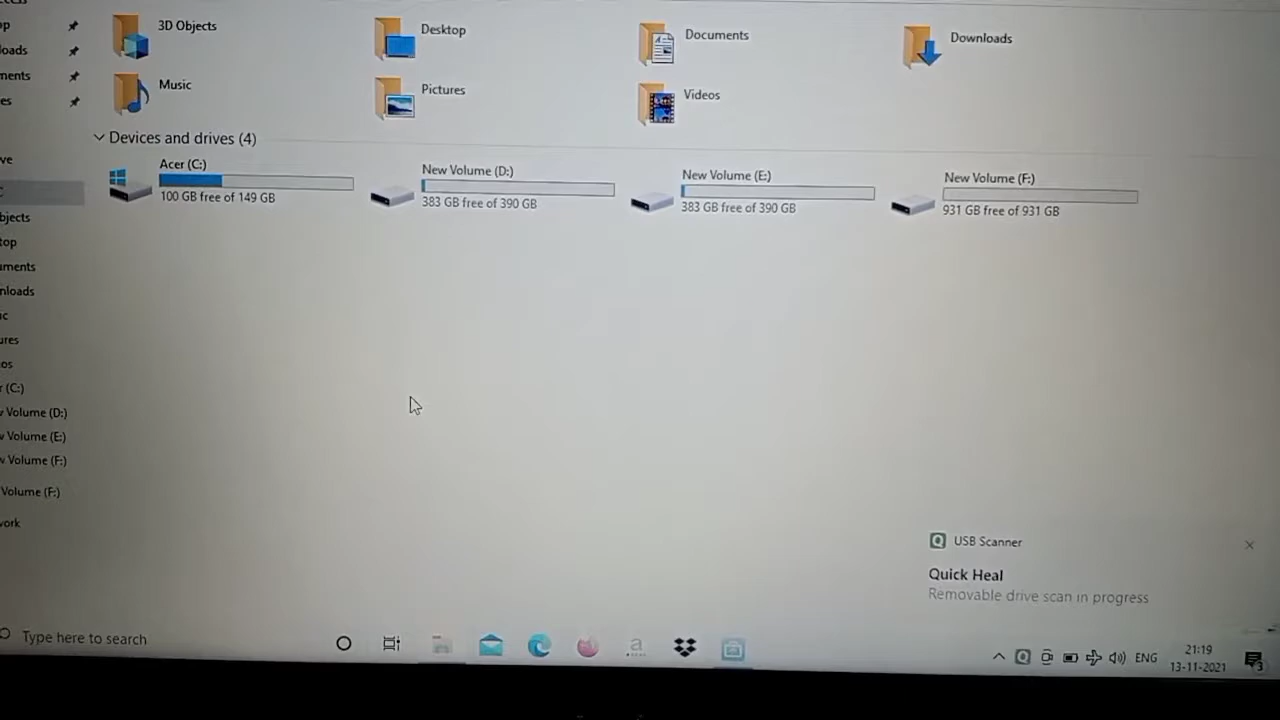 3D Objects
Desktop
Documents
Downloads
Music
Pictures
Videos
Devices and drives (4)
Acer (C:)
100 GB free of 149 GB
New Volume (D:)
383 GB free of 390 GB
New Volume (E:)
383 GB free of 390 GB
New Volume (F:)
931 GB free of 931 GB
oads
ments
es
ve
bjects
top
uments
nloads
ic
ures
os
r (C:)
w Volume (D:)
w Volume (E:)
w Volume (F:)
Volume (F:)
work
USB Scanner
Quick Heal
Removable drive scan in progress
Type here to search
ENG
21:19
13-11-2021